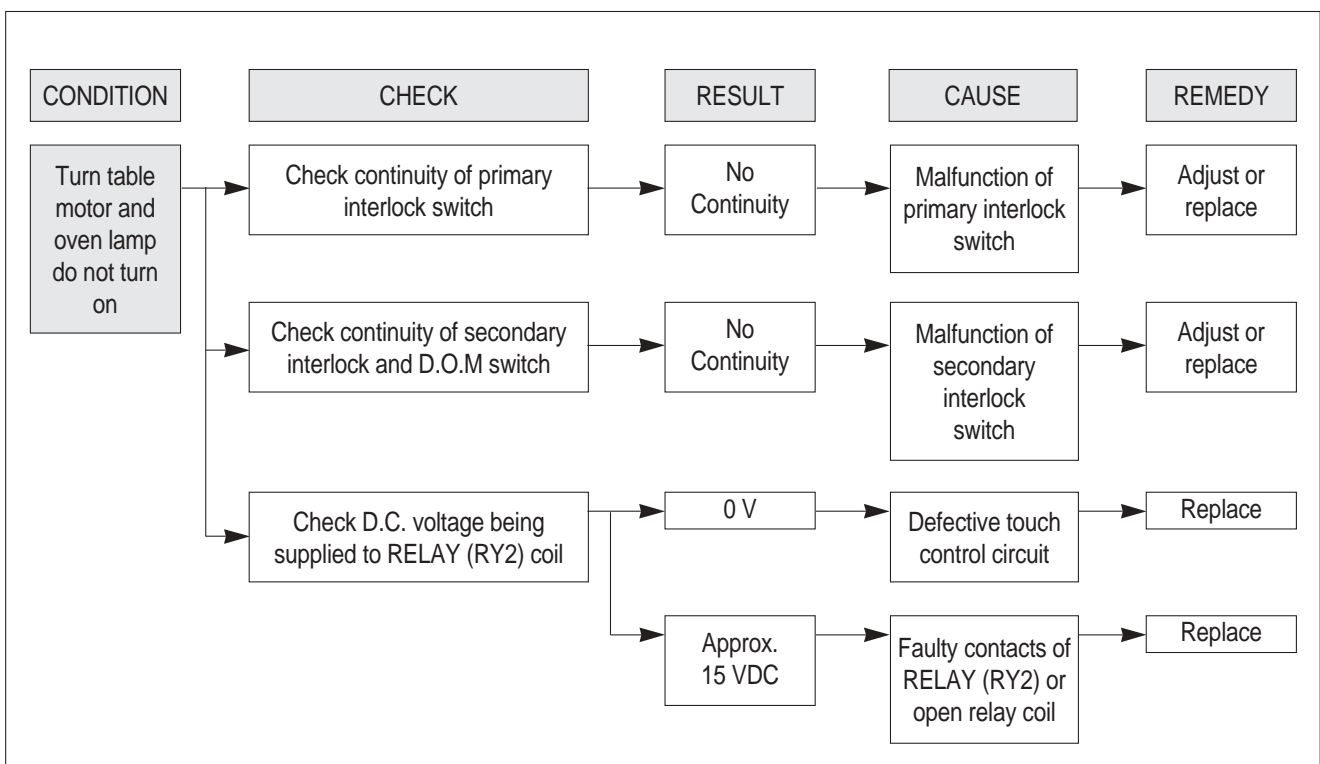 CONDITION
CHECK
RESULT
CAUSE
REMEDY
Turn table
motor and
oven lamp
do not turn
on
Check continuity of primary
interlock switch
No
Continuity
Malfunction of
primary interlock
switch
Adjust or
replace
Check continuity of secondary
interlock and D.O.M switch
No
Continuity
Malfunction of
secondary
interlock
switch
Adjust or
replace
Check D.C. voltage being
supplied to RELAY (RY2) coil
0 V
Defective touch
control circuit
Replace
Approx.
15 VDC
Faulty contacts of
RELAY (RY2) or
open relay coil
Replace